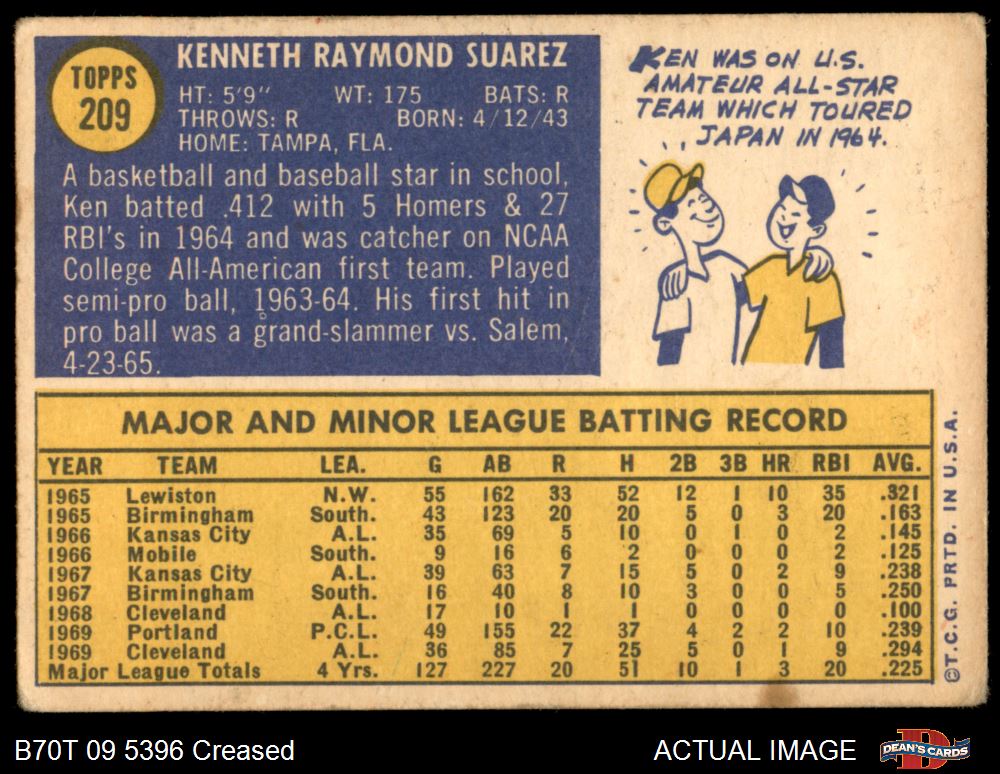 TOPPS
209
KENNETH RAYMOND SUAREZ
HT: 5'9" WT: 175 BATS: R
THROWS: R BORN: 4/12/43
HOME: TAMPA, FLA.
A basketball and baseball star in school,
Ken batted .412 with 5 Homers & 27
RBI's in 1964 and was catcher on NCAA
College All-American first team. Played
semi-pro ball, 1963-64. His first hit in
pro ball was a grand-slammer vs. Salem,
4-23-65.
KEN WAS ON U.S.
AMATEUR ALL-STAR
TEAM WHICH TOURED
JAPAN IN 1964.
MAJOR AND MINOR LEAGUE BATTING RECORD
YEAR TEAM LEA. G AB R H 2B 3B HR RBI AVG.
1965 Lewiston N.W. 55 162 33 52 12 1 10 35 .321
1965 Birmingham South. 43 123 20 20 5 0 3 20 .163
1966 Kansas City A.L. 35 69 5 10 0 1 0 2 .145
1966 Mobile South. 9 16 6 2 0 0 0 2 .125
1967 Kansas City A.L. 39 63 7 15 5 0 2 9 .238
1967 Birmingham South. 16 40 8 10 3 0 0 5 .250
1968 Cleveland A.L. 17 10 1 1 0 0 0 0 .100
1969 Portland P.C.L. 49 155 22 37 4 2 2 10 .239
1969 Cleveland A.L. 36 85 7 25 5 0 1 9 .294
Major League Totals 4 Yrs. 127 227 20 51 10 1 3 20 .225
©T.C.G. PRTD. IN U.S.A.
B70T 09 5396 Creased
ACTUAL IMAGE
B
DEAN'S CARDS